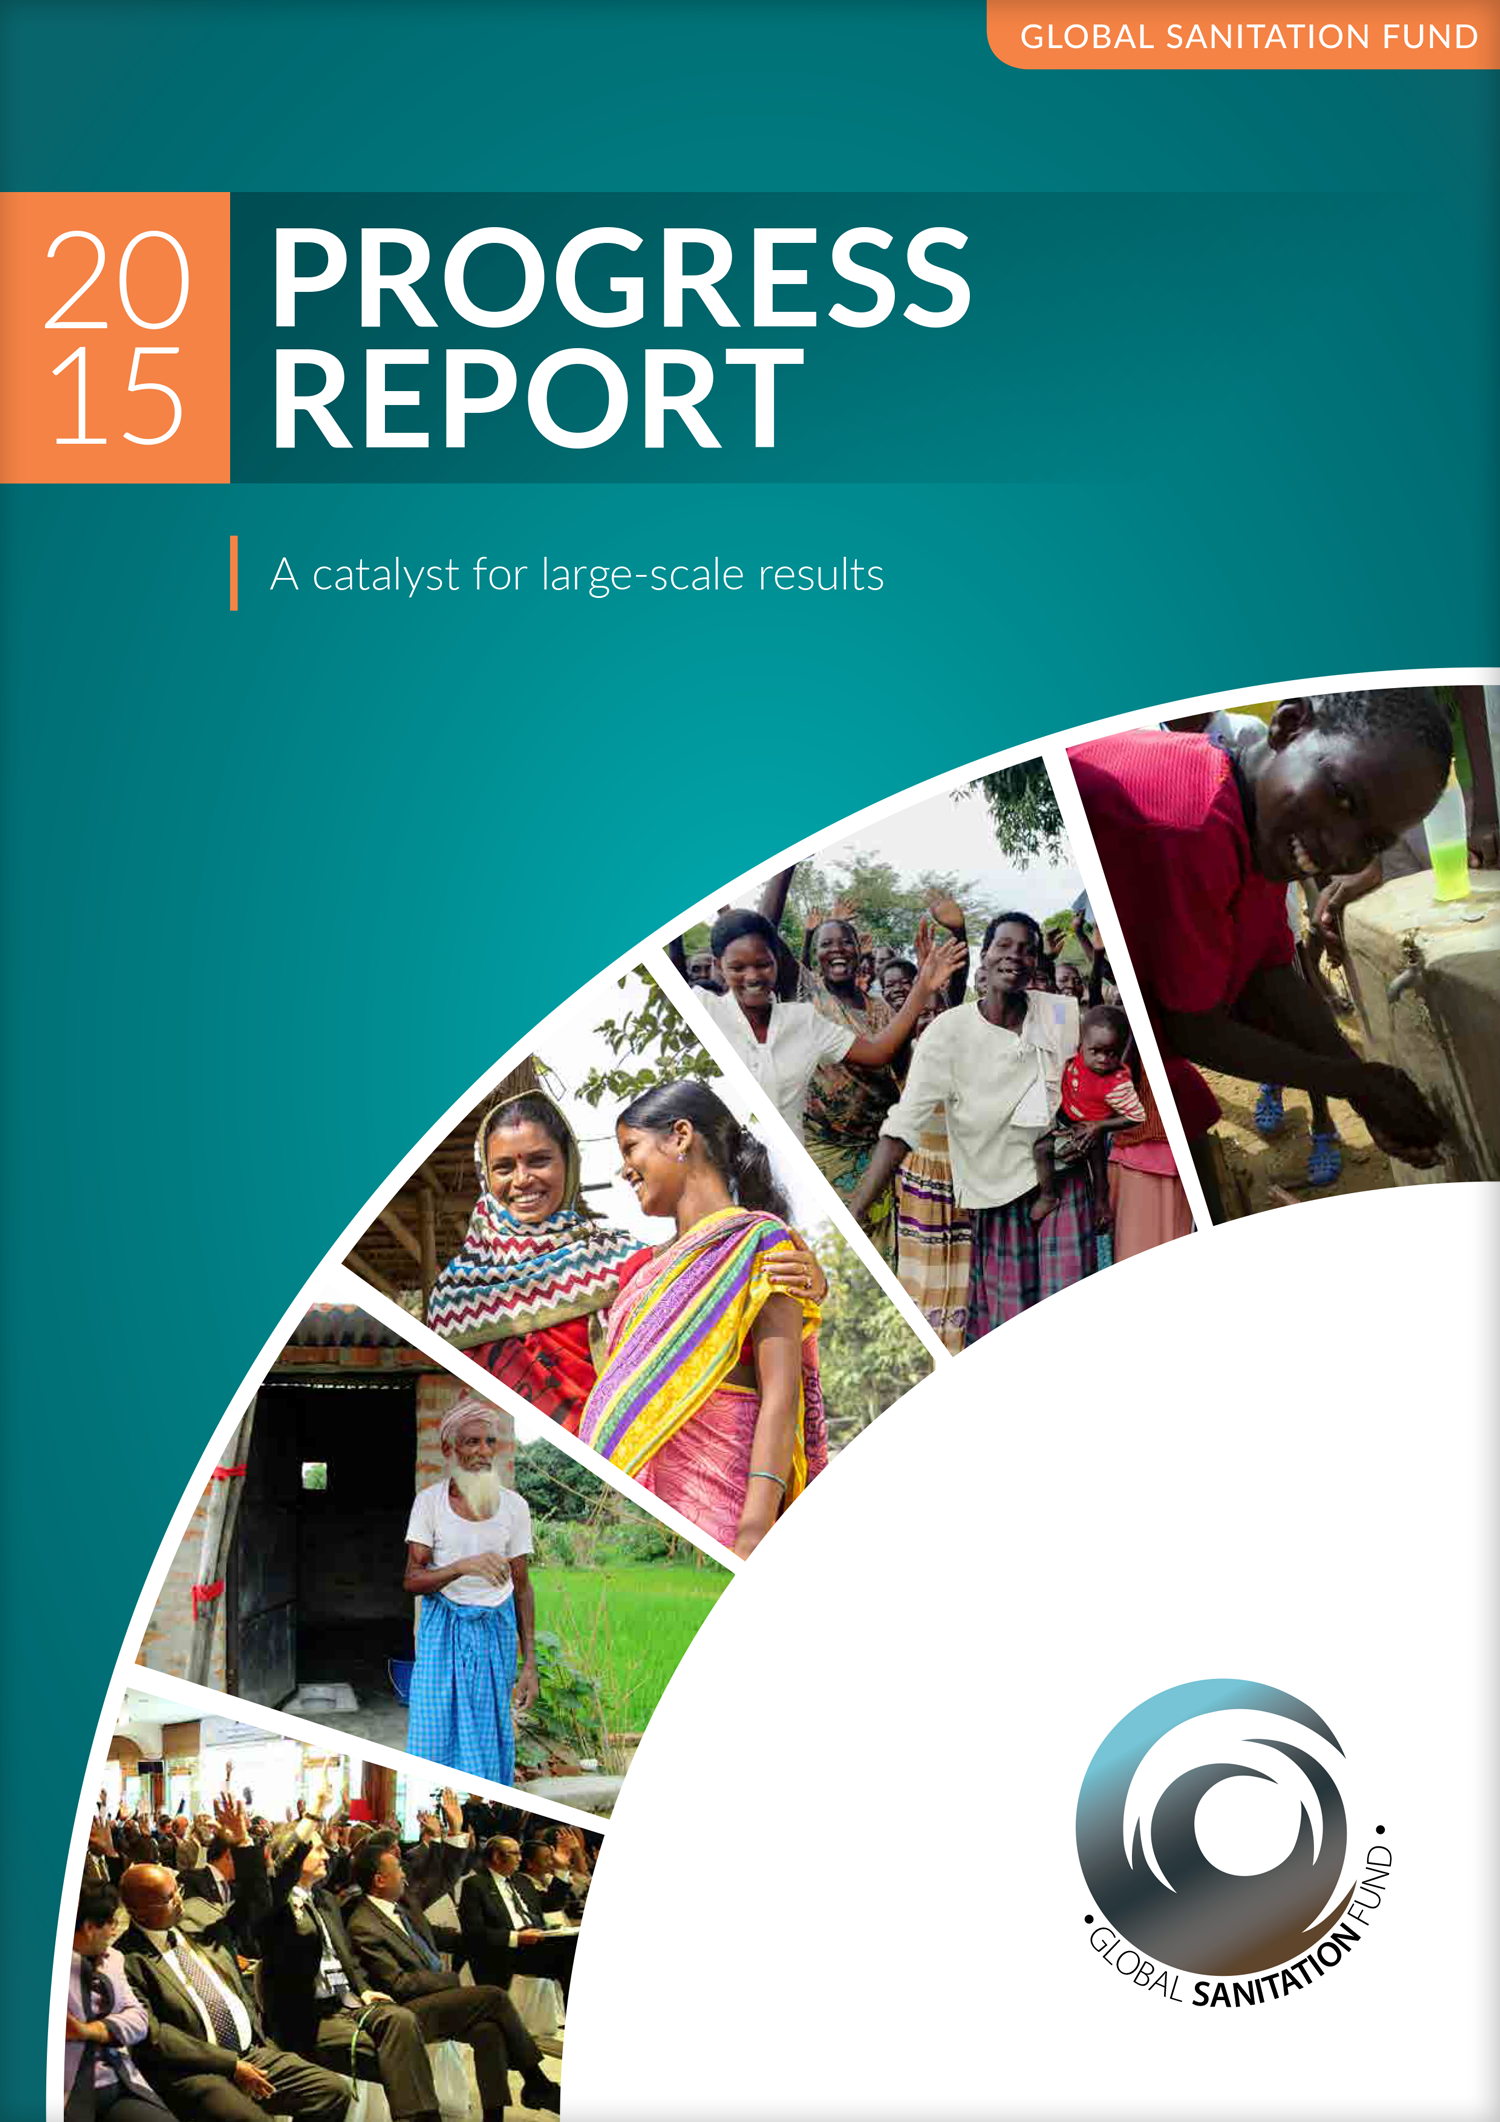 GLOBAL SANITATION FUND
20
15
PROGRESS
REPORT
A catalyst for large-scale results
•GLOBAL SANITATION FUND•